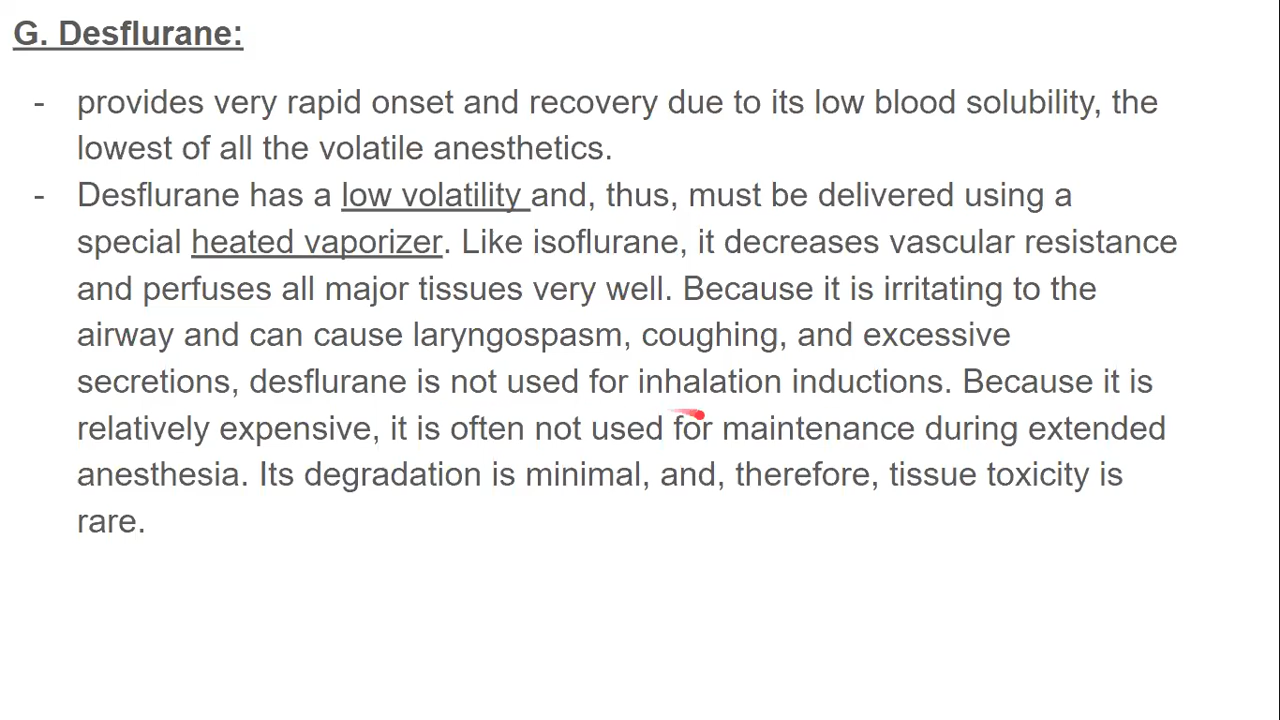 G. Desflurane:
- provides very rapid onset and recovery due to its low blood solubility, the
lowest of all the volatile anesthetics.
- Desflurane has a low volatility and, thus, must be delivered using a
special heated vaporizer. Like isoflurane, it decreases vascular resistance
and perfuses all major tissues very well. Because it is irritating to the
airway and can cause laryngospasm, coughing, and excessive
secretions, desflurane is not used for inhalation inductions. Because it is
relatively expensive, it is often not used for maintenance during extended
anesthesia. Its degradation is minimal, and, therefore, tissue toxicity is
rare.